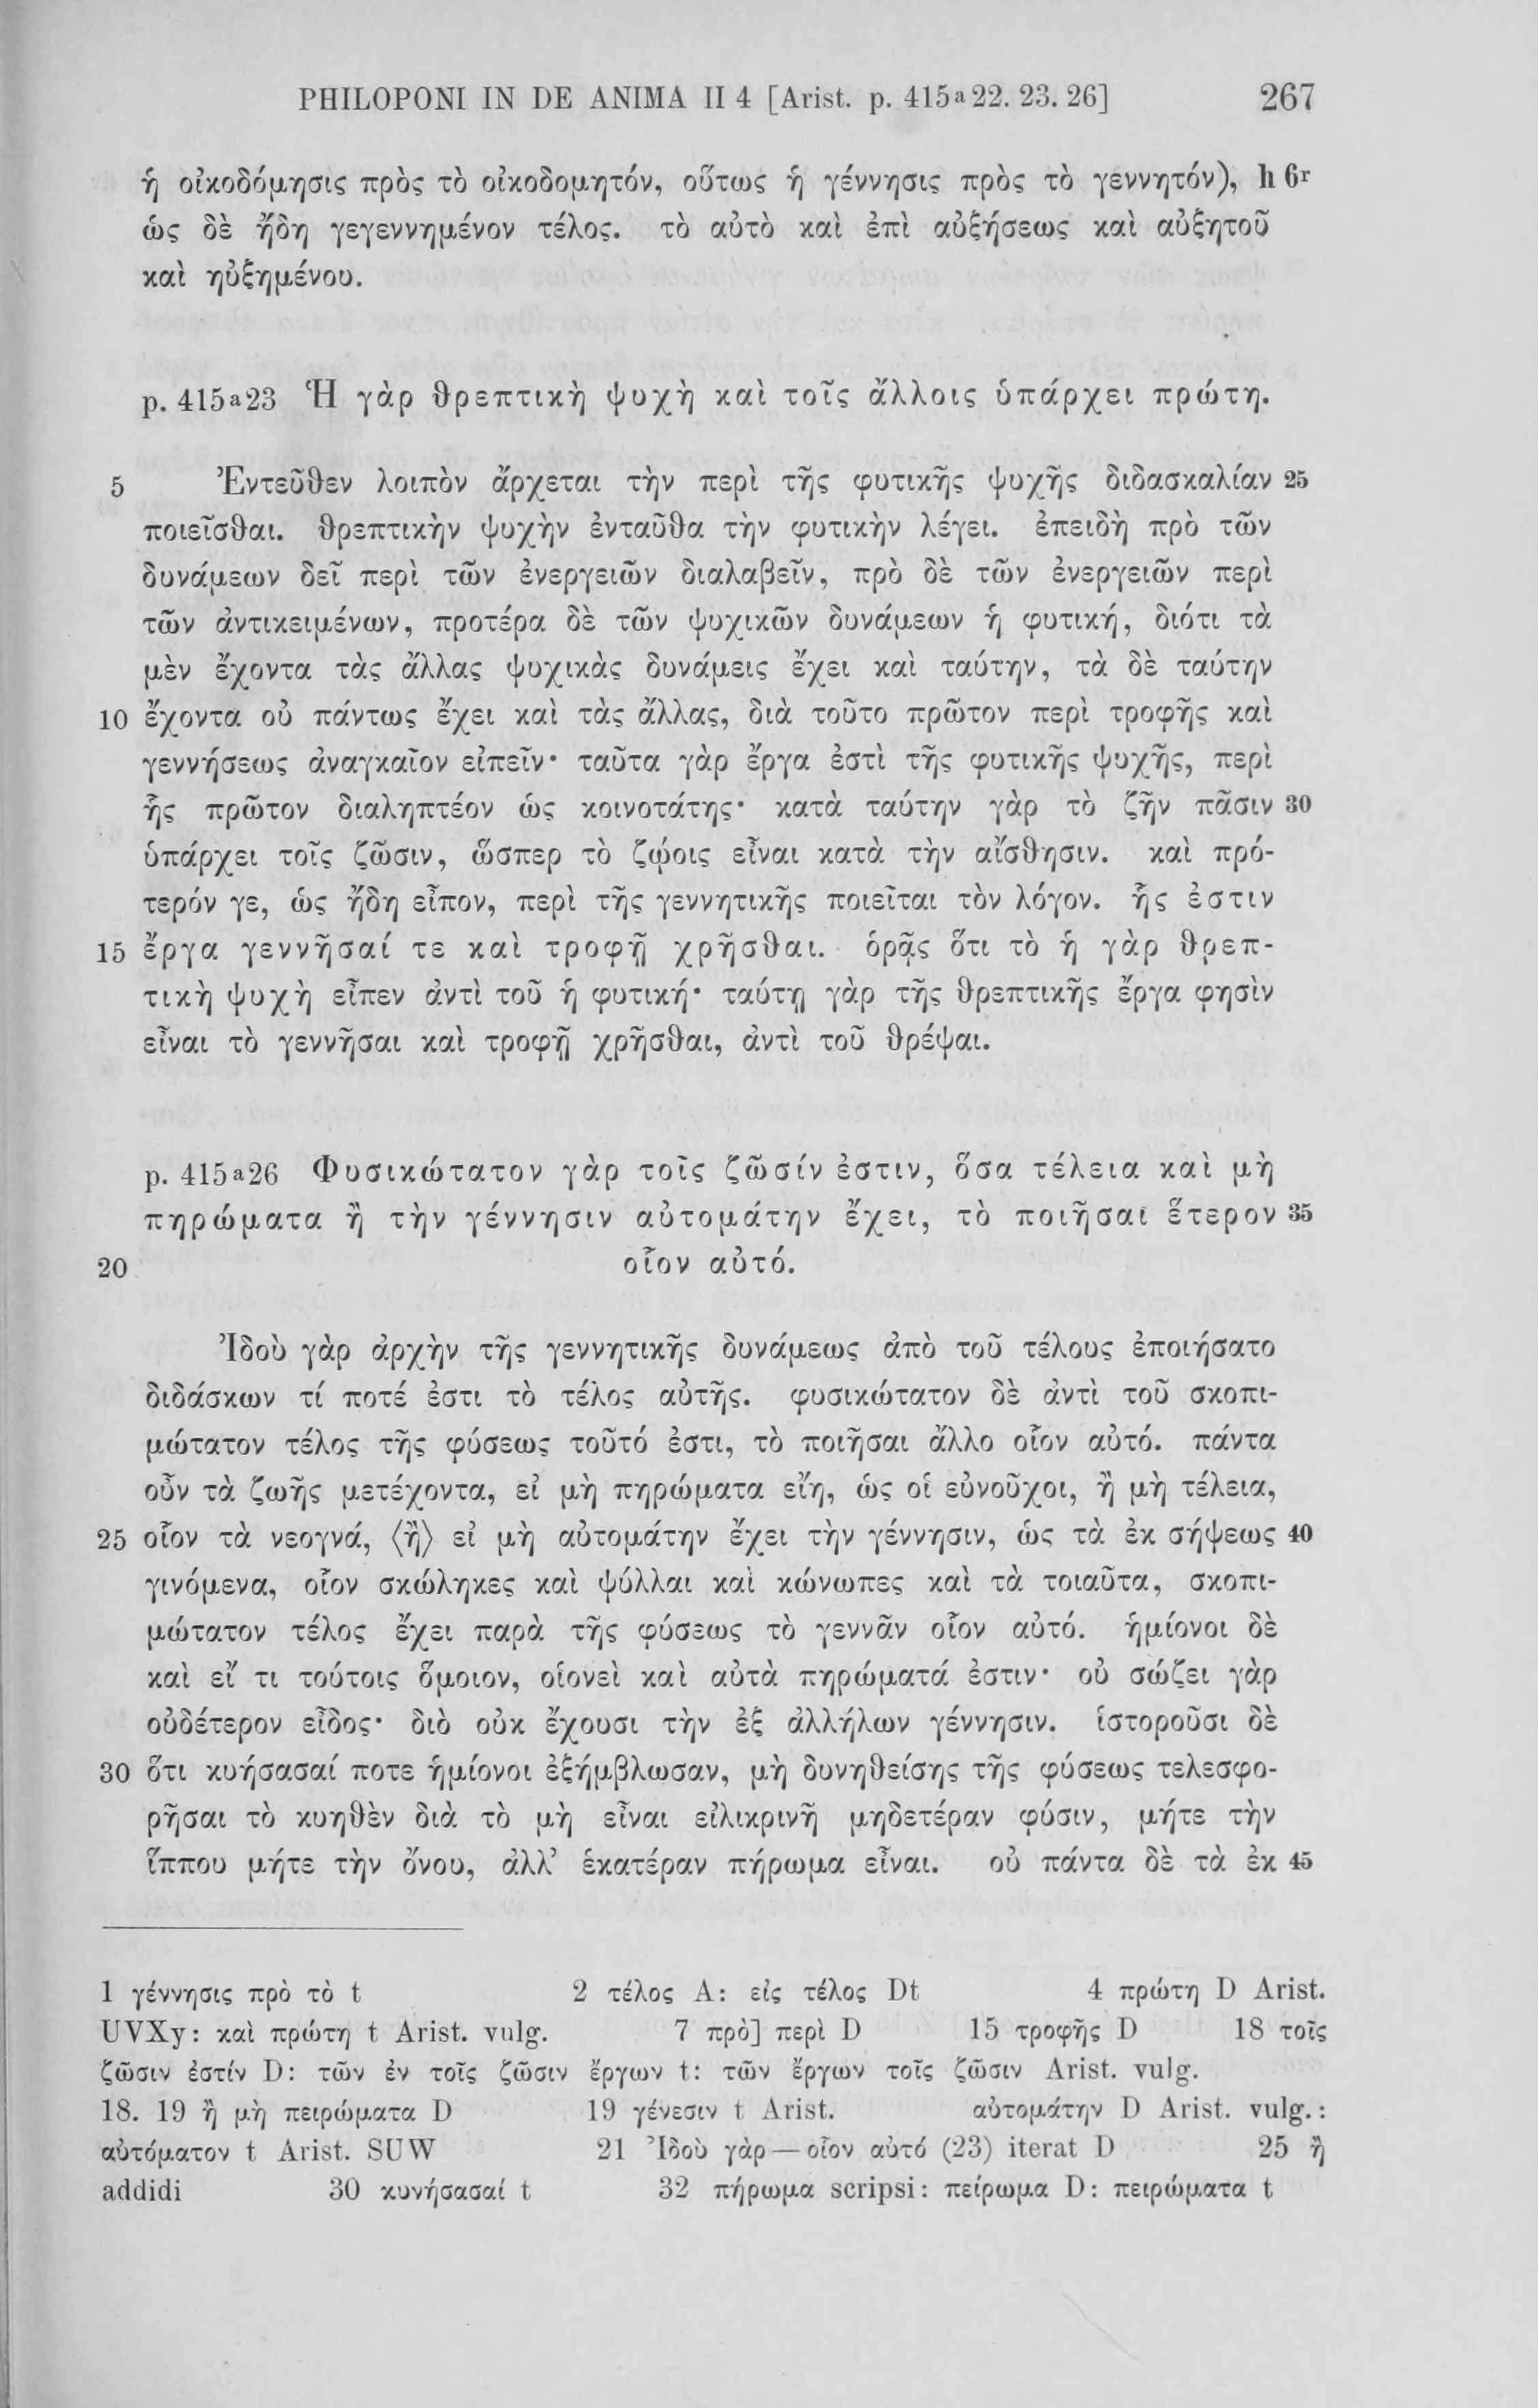 PHILOPONI IN DE ANIMA II 4 [Arist. p. 415a22. 23. 26] 267
ἡ οἰκοδόμησις πρὸς τὸ οἰκοδομητόν, οὕτως ἡ γέννησις πρὸς τὸ γεννητόν), h 6r
ὡς δὲ ἤδη γεγεννημένον τέλος. τὸ αὐτὸ καὶ ἐπὶ αὐξήσεως καὶ αὐξητοῦ
καὶ ηὐξημένου.
p. 415a23 Ἡ γὰρ θρεπτικὴ ψυχὴ καὶ τοῖς ἄλλοις ὑπάρχει πρώτη.
5 Ἐντεῦθεν λοιπὸν ἄρχεται τὴν περὶ τῆς φυτικῆς ψυχῆς διδασκαλίαν 25
ποιεῖσθαι. θρεπτικὴν ψυχὴν ἐνταῦθα τὴν φυτικὴν λέγει. ἐπειδὴ πρὸ τῶν
δυνάμεων δεῖ περὶ τῶν ἐνεργειῶν διαλαβεῖν, πρὸ δὲ τῶν ἐνεργειῶν περὶ
τῶν ἀντικειμένων, προτέρα δὲ τῶν ψυχικῶν δυνάμεων ἡ φυτική, διότι τὰ
μὲν ἔχοντα τὰς ἄλλας ψυχικὰς δυνάμεις ἔχει καὶ ταύτην, τὰ δὲ ταύτην
10 ἔχοντα οὐ πάντως ἔχει καὶ τὰς ἄλλας, διὰ τοῦτο πρῶτον περὶ τροφῆς καὶ
γεννήσεως ἀναγκαῖον εἰπεῖν· ταῦτα γὰρ ἔργα ἐστὶ τῆς φυτικῆς ψυχῆς, περὶ
ἧς πρῶτον διαληπτέον ὡς κοινοτάτης· κατὰ ταύτην γὰρ τὸ ζῆν πᾶσιν 30
ὑπάρχει τοῖς ζῶσιν, ὥσπερ τὸ ζῴοις εἶναι κατὰ τὴν αἴσθησιν. καὶ πρό-
τερόν γε, ὡς ἤδη εἶπον, περὶ τῆς γεννητικῆς ποιεῖται τὸν λόγον. ἧς ἐστιν
15 ἔργα γεννῆσαί τε καὶ τροφῇ χρῆσθαι. ὁρᾷς ὅτι τὸ ἡ γὰρ θρεπ-
τικὴ ψυχὴ εἶπεν ἀντὶ τοῦ ἡ φυτική· ταύτῃ γὰρ τῆς θρεπτικῆς ἔργα φησὶν
εἶναι τὸ γεννῆσαι καὶ τροφῇ χρῆσθαι, ἀντὶ τοῦ θρέψαι.
p. 415a26 Φυσικώτατον γὰρ τοῖς ζῶσίν ἐστιν, ὅσα τέλεια καὶ μὴ
πηρώματα ἢ τὴν γέννησιν αὐτομάτην ἔχει, τὸ ποιῆσαι ἕτερον 35
20 οἷον αὐτό.
Ἰδοὺ γὰρ ἀρχὴν τῆς γεννητικῆς δυνάμεως ἀπὸ τοῦ τέλους ἐποιήσατο
διδάσκων τί ποτέ ἐστι τὸ τέλος αὐτῆς. φυσικώτατον δὲ ἀντὶ τοῦ σκοπι-
μώτατον τέλος τῆς φύσεως τοῦτό ἐστι, τὸ ποιῆσαι ἄλλο οἷον αὐτό. πάντα
οὖν τὰ ζωῆς μετέχοντα, εἰ μὴ πηρώματα εἴη, ὡς οἱ εὐνοῦχοι, ἢ μὴ τέλεια,
25 οἷον τὰ νεογνά, ⟨ἢ⟩ εἰ μὴ αὐτομάτην ἔχει τὴν γέννησιν, ὡς τὰ ἐκ σήψεως 40
γινόμενα, οἷον σκώληκες καὶ ψύλλαι καὶ κώνωπες καὶ τὰ τοιαῦτα, σκοπι-
μώτατον τέλος ἔχει παρὰ τῆς φύσεως τὸ γεννᾶν οἷον αὐτό. ἡμίονοι δὲ
καὶ εἴ τι τούτοις ὅμοιον, οἱονεὶ καὶ αὐτὰ πηρώματά ἐστιν· οὐ σώζει γὰρ
οὐδέτερον εἶδος· διὸ οὐκ ἔχουσι τὴν ἐξ ἀλλήλων γέννησιν. ἱστοροῦσι δὲ
30 ὅτι κυήσασαί ποτε ἡμίονοι ἐξήμβλωσαν, μὴ δυνηθείσης τῆς φύσεως τελεσφο-
ρῆσαι τὸ κυηθὲν διὰ τὸ μὴ εἶναι εἰλικρινῆ μηδετέραν φύσιν, μήτε τὴν
ἵππου μήτε τὴν ὄνου, ἀλλ’ ἑκατέραν πήρωμα εἶναι. οὐ πάντα δὲ τὰ ἐκ 45
1 γέννησις πρὸ τὸ t 2 τέλος A: εἰς τέλος Dt 4 πρώτη D Arist.
UVXy: καὶ πρώτη t Arist. vulg. 7 πρὸ] περὶ D 15 τροφῆς D 18 τοῖς
ζῶσιν ἐστίν D: τῶν ἐν τοῖς ζῶσιν ἔργων t: τῶν ἔργων τοῖς ζῶσιν Arist. vulg.
18. 19 ἢ μὴ πειρώματα D 19 γένεσιν t Arist. αὐτομάτην D Arist. vulg.:
αὐτόματον t Arist. SUW 21 Ἰδοὺ γὰρ — οἷον αὐτό (23) iterat D 25 ἢ
addidi 30 κυνήσασαί t 32 πήρωμα scripsi: πείρωμα D: πειρώματα t